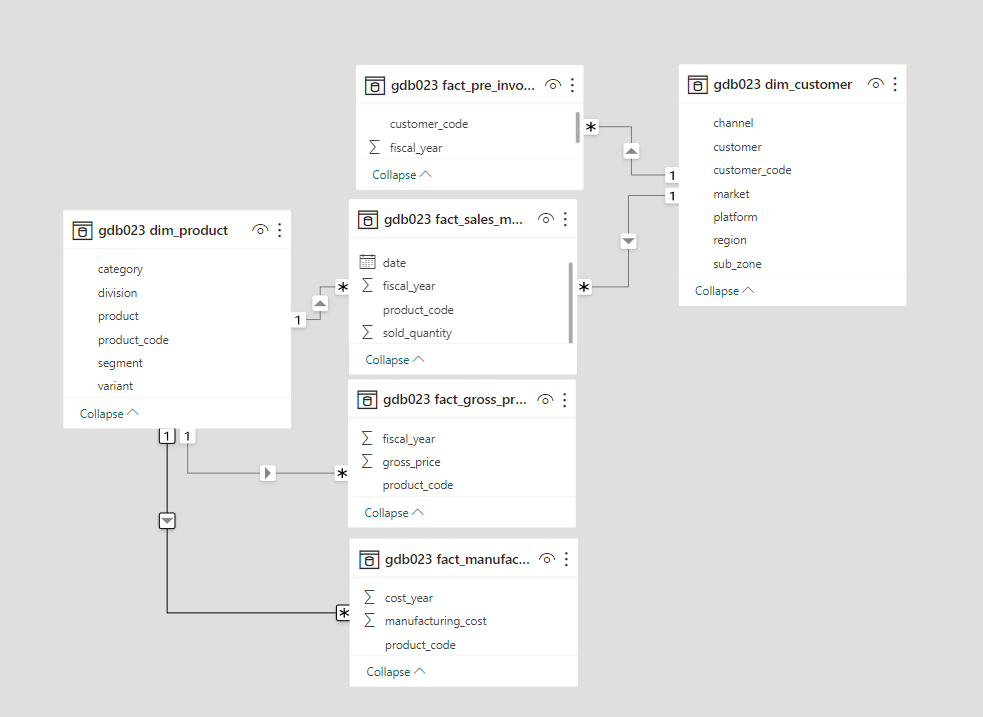 gdb023 fact_pre_invo...
customer_code
∑ fiscal_year
Collapse
gdb023 dim_customer
channel
customer
customer_code
market
platform
region
sub_zone
Collapse
*
1
1
gdb023 dim_product
category
division
product
product_code
segment
variant
Collapse
gdb023 fact_sales_m...
date
∑ fiscal_year
product_code
∑ sold_quantity
Collapse
*
*
1
gdb023 fact_gross_pr...
∑ fiscal_year
∑ gross_price
product_code
Collapse
1
1
*
gdb023 fact_manufac...
∑ cost_year
∑ manufacturing_cost
product_code
Collapse
*